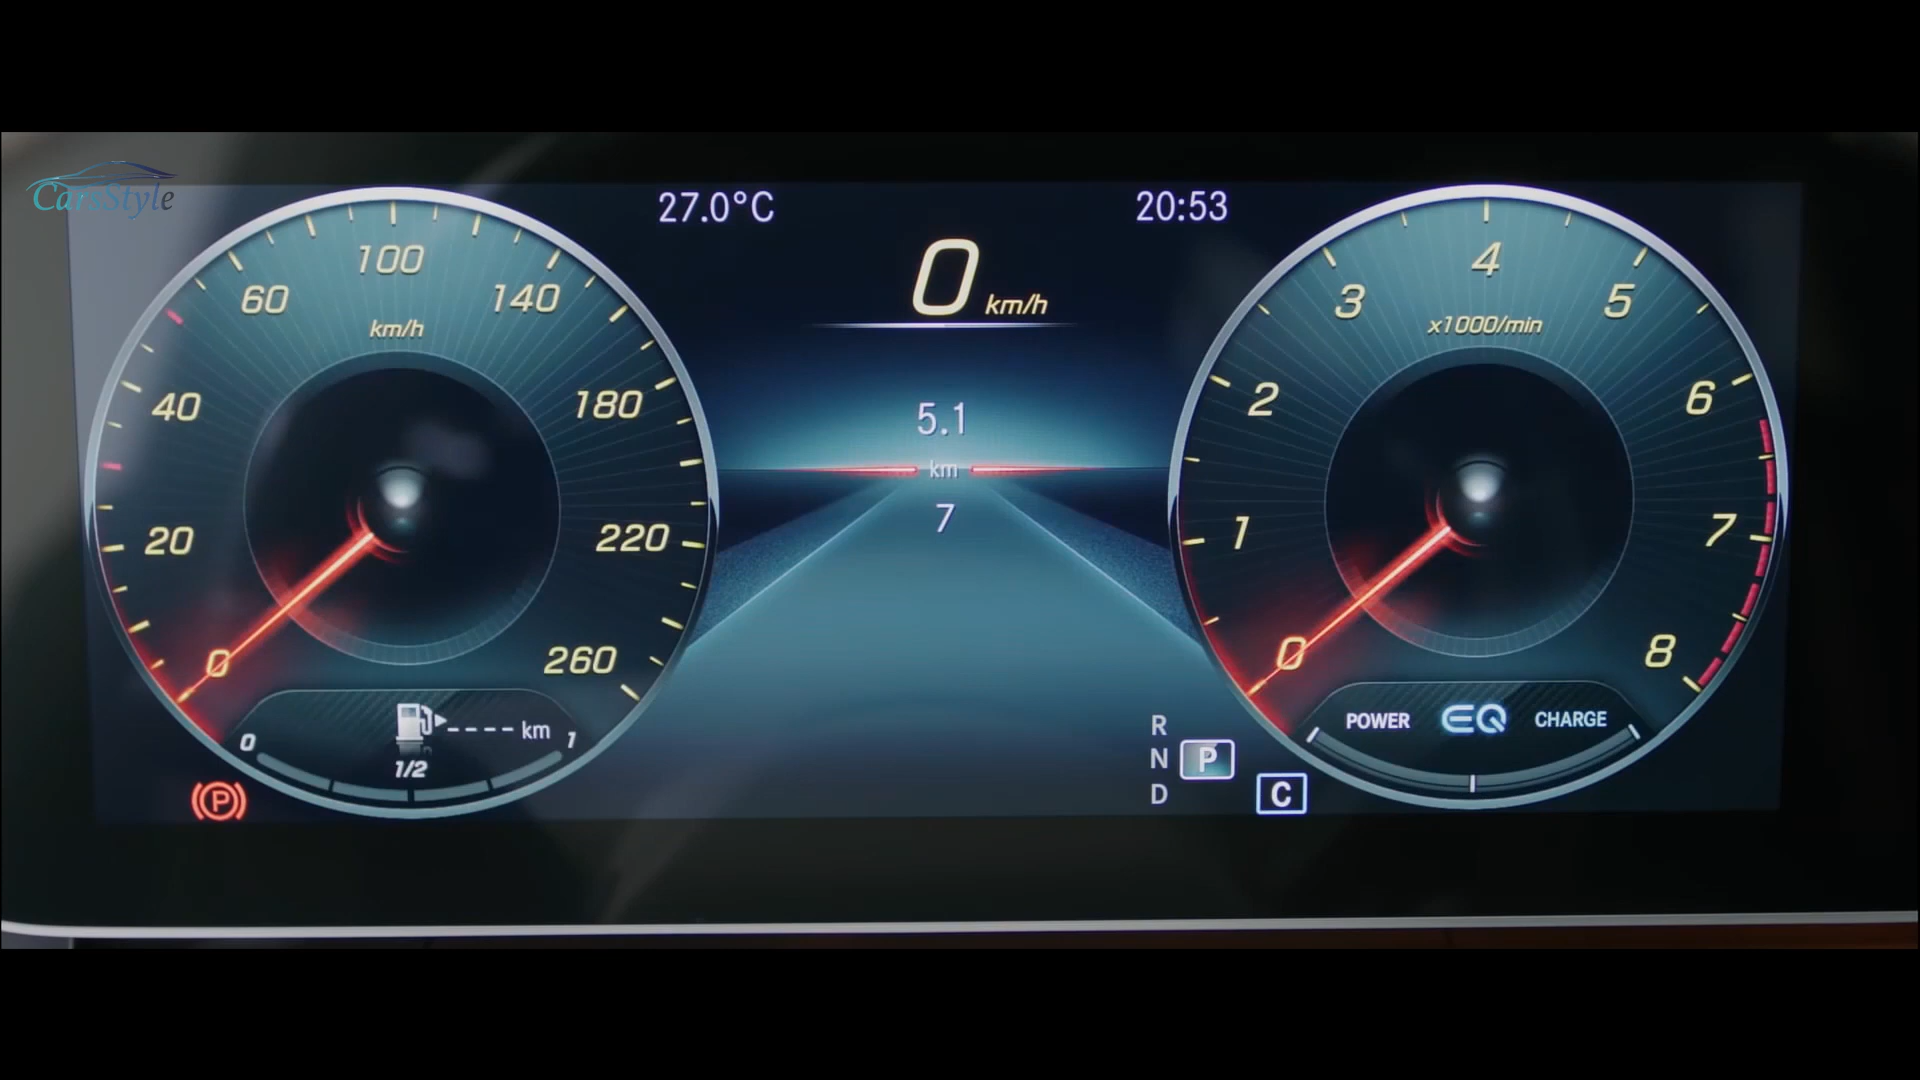 CarsStyle
27.0°C
20:53
0 km/h
100
60
140
km/h
40
180
20
220
0
260
0
---- km
1
1/2
5.1
km
7
4
3
5
x1000/min
2
6
1
7
0
8
POWER EQ CHARGE
R
N P
D
C
(P)